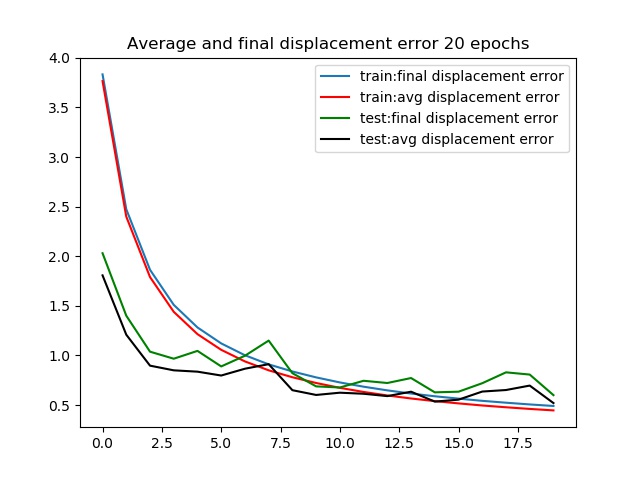 Average and final displacement error 20 epochs
train:final displacement error
train:avg displacement error
test:final displacement error
test:avg displacement error
4.0
3.5
3.0
2.5
2.0
1.5
1.0
0.5
0.0 2.5 5.0 7.5 10.0 12.5 15.0 17.5